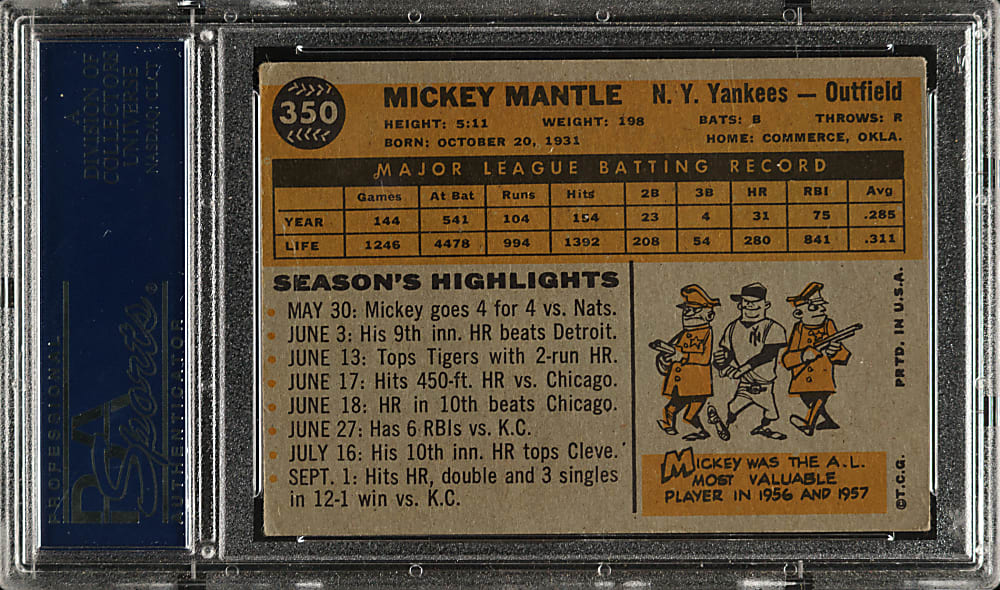 A
DIVISION OF
COLLECTORS
UNIVERSE
NASDAQ: CLCT
PROFESSIONAL
PSA
Sports®
AUTHENTICATOR
350
MICKEY MANTLE N. Y. Yankees — Outfield
HEIGHT: 5:11 WEIGHT: 198 BATS: B THROWS: R
BORN: OCTOBER 20, 1931 HOME: COMMERCE, OKLA.
MAJOR LEAGUE BATTING RECORD
Games At Bat Runs Hits 2B 3B HR RBI Avg
YEAR 144 541 104 154 23 4 31 75 .285
LIFE 1246 4478 994 1392 208 54 280 841 .311
SEASON'S HIGHLIGHTS
MAY 30: Mickey goes 4 for 4 vs. Nats.
JUNE 3: His 9th inn. HR beats Detroit.
JUNE 13: Tops Tigers with 2-run HR.
JUNE 17: Hits 450-ft. HR vs. Chicago.
JUNE 18: HR in 10th beats Chicago.
JUNE 27: Has 6 RBIs vs. K.C.
JULY 16: His 10th inn. HR tops Cleve.
SEPT. 1: Hits HR, double and 3 singles
in 12-1 win vs. K.C.
NY
MICKEY WAS THE A.L.
MOST VALUABLE
PLAYER IN 1956 AND 1957
©T.C.G. PRTD. IN U.S.A.